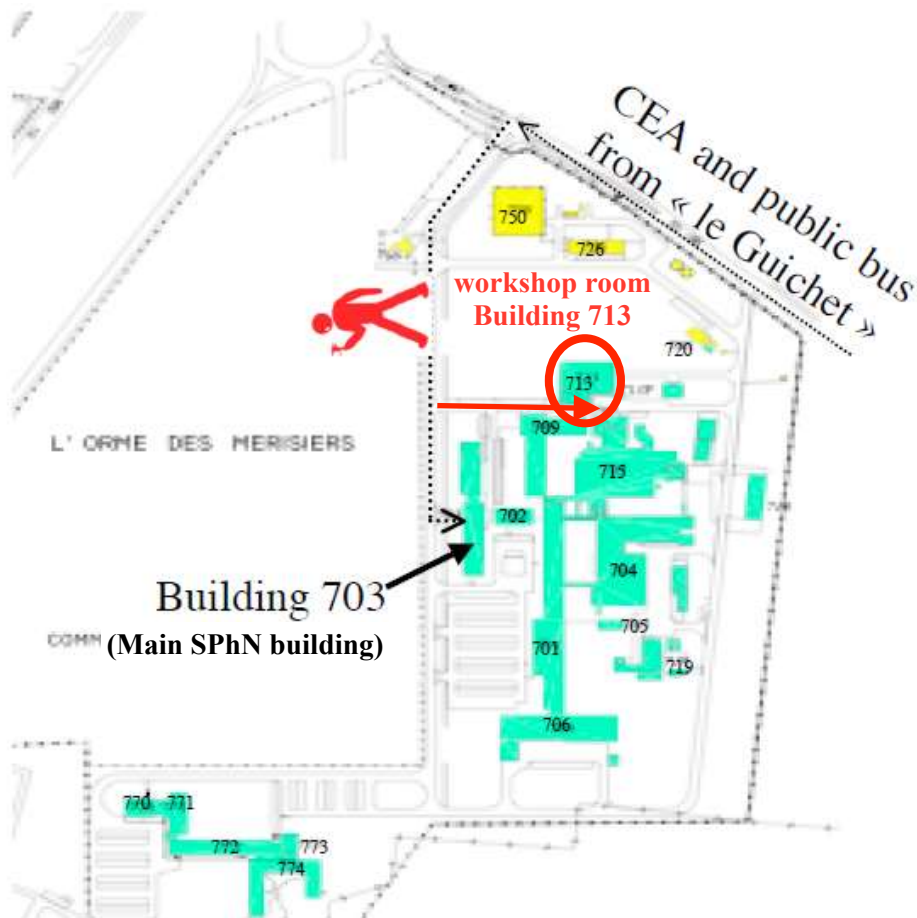 CEA and public bus
from « le Guichet »
750
726
workshop room
Building 713
720
713
709
L'ORME DES MERISIERS
715
702
704
Building 703
(Main SPhN building)
COMM
705
701
719
706
770
771
772
773
774